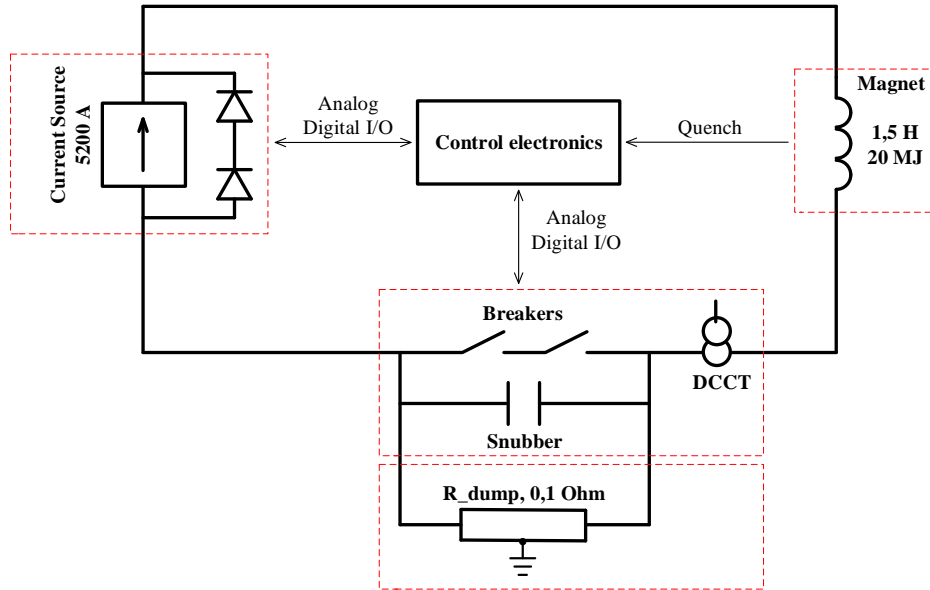 Current Source
5200 A
Analog
Digital I/O
Control electronics
Quench
Magnet
1,5 H
20 MJ
Analog
Digital I/O
Breakers
DCCT
Snubber
R_dump, 0,1 Ohm